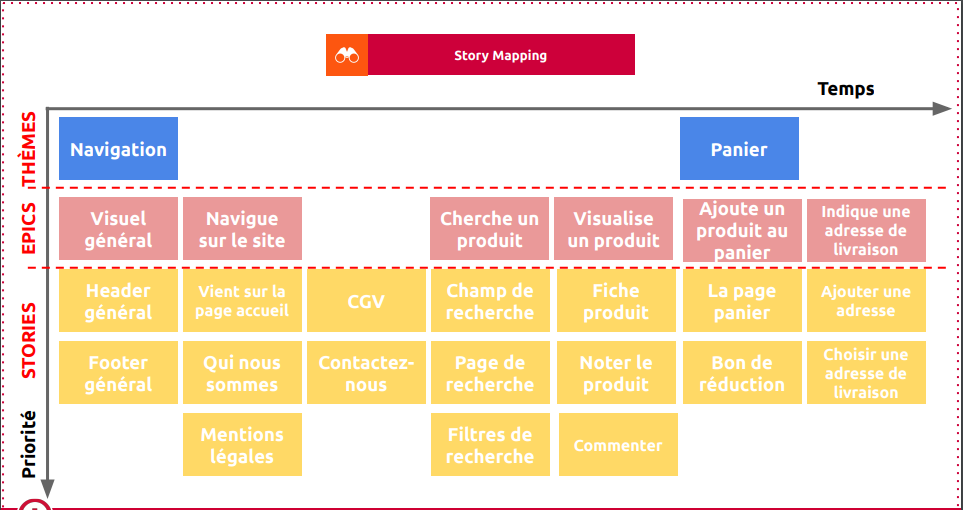 Story Mapping
Temps
THÈMES
Navigation
Panier
EPICS
Visuel
général
Navigue
sur le site
Cherche un
produit
Visualise
un produit
Ajoute un
produit au
panier
Indique une
adresse de
livraison
STORIES
Header
général
Vient sur la
page accueil
CGV
Champ de
recherche
Fiche
produit
La page
panier
Ajouter une
adresse
Footer
général
Qui nous
sommes
Contactez-
nous
Page de
recherche
Noter le
produit
Bon de
réduction
Choisir une
adresse de
livraison
Priorité
Mentions
légales
Filtres de
recherche
Commenter